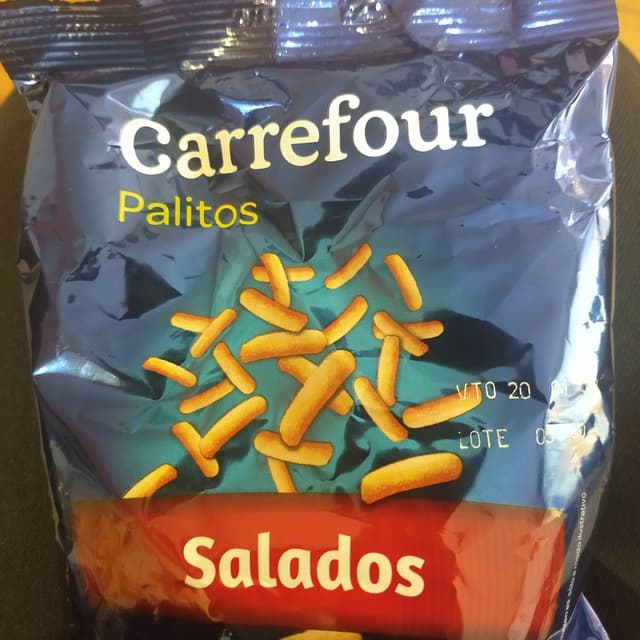 Carrefour
Palitos
VTO 20
LOTE
Salados